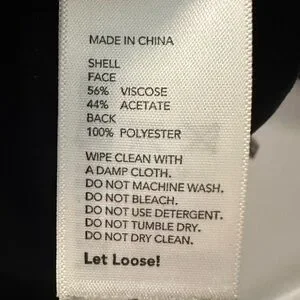 MADE IN CHINA
SHELL
FACE
56% VISCOSE
44% ACETATE
BACK
100% POLYESTER
WIPE CLEAN WITH
A DAMP CLOTH.
DO NOT MACHINE WASH.
DO NOT BLEACH.
DO NOT USE DETERGENT.
DO NOT TUMBLE DRY.
DO NOT DRY CLEAN.
Let Loose!